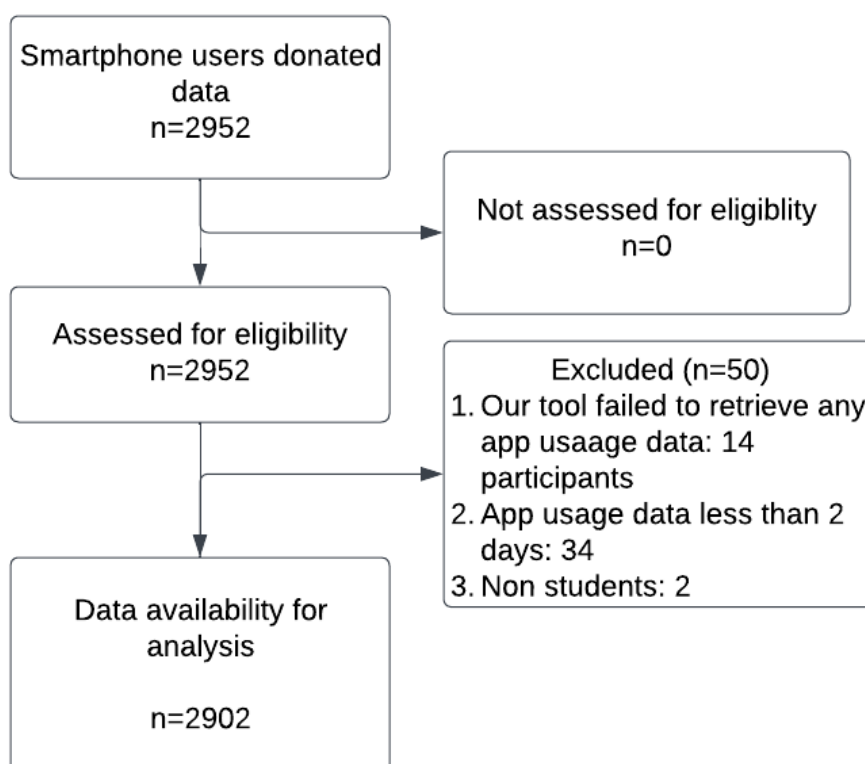 Smartphone users donated
data
n=2952
Not assessed for eligiblity
n=0
Assessed for eligibility
n=2952
Excluded (n=50)
1. Our tool failed to retrieve any
app usaage data: 14
participants
2. App usage data less than 2
days: 34
3. Non students: 2
Data availability for
analysis
n=2902